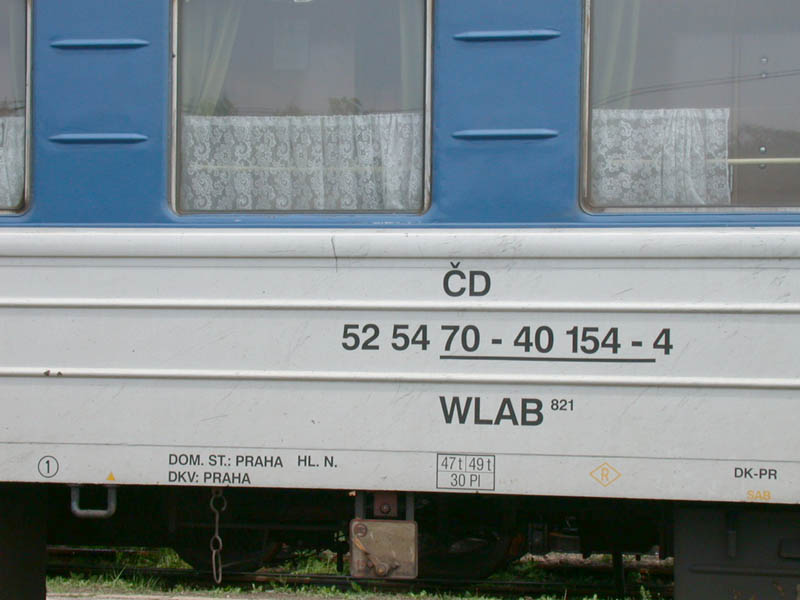 ČD
52 54 70 - 40 154 - 4
WLAB 821
1
DOM. ST.: PRAHA HL. N.
DKV: PRAHA
47 t 49 t
30 Pl
R
DK-PR
SAB